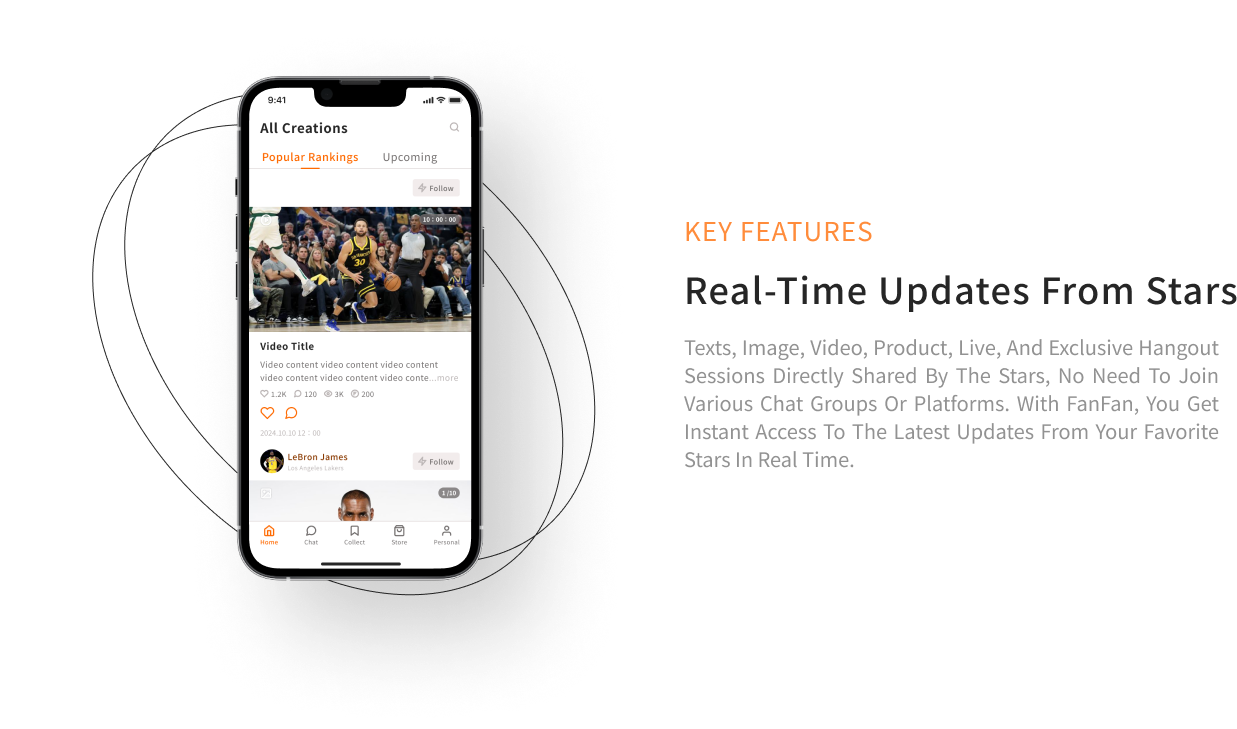 9:41
All Creations
Popular Rankings Upcoming
Follow
10:00:00
30
Video Title
Video content video content video content
video content video content video conte...more
1.2K 120 3K 200
2024.10.10 12:00
LeBron James
Los Angeles Lakers
Follow
1/10
Home Chat Collect Store Personal
KEY FEATURES
Real-Time Updates From Stars
Texts, Image, Video, Product, Live, And Exclusive Hangout
Sessions Directly Shared By The Stars, No Need To Join
Various Chat Groups Or Platforms. With FanFan, You Get
Instant Access To The Latest Updates From Your Favorite
Stars In Real Time.